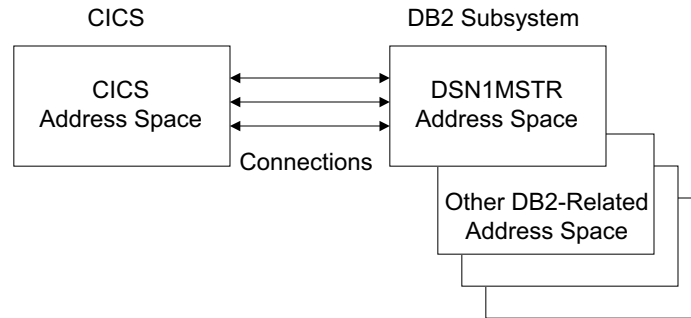 CICS
DB2 Subsystem
CICS
Address Space
DSN1MSTR
Address Space
Connections
Other DB2-Related
Address Space